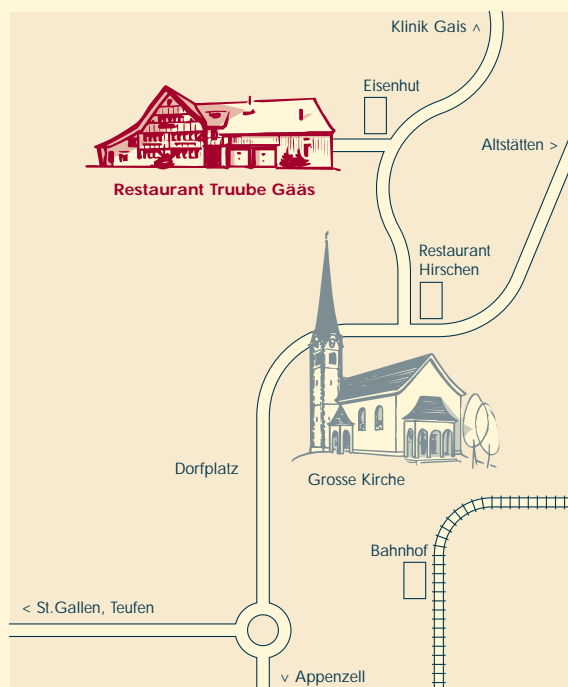 Klinik Gais ^
Eisenhut
Altstätten >
Restaurant Truube Gääs
Restaurant
Hirschen
Dorfplatz
Grosse Kirche
Bahnhof
< St.Gallen, Teufen
v Appenzell